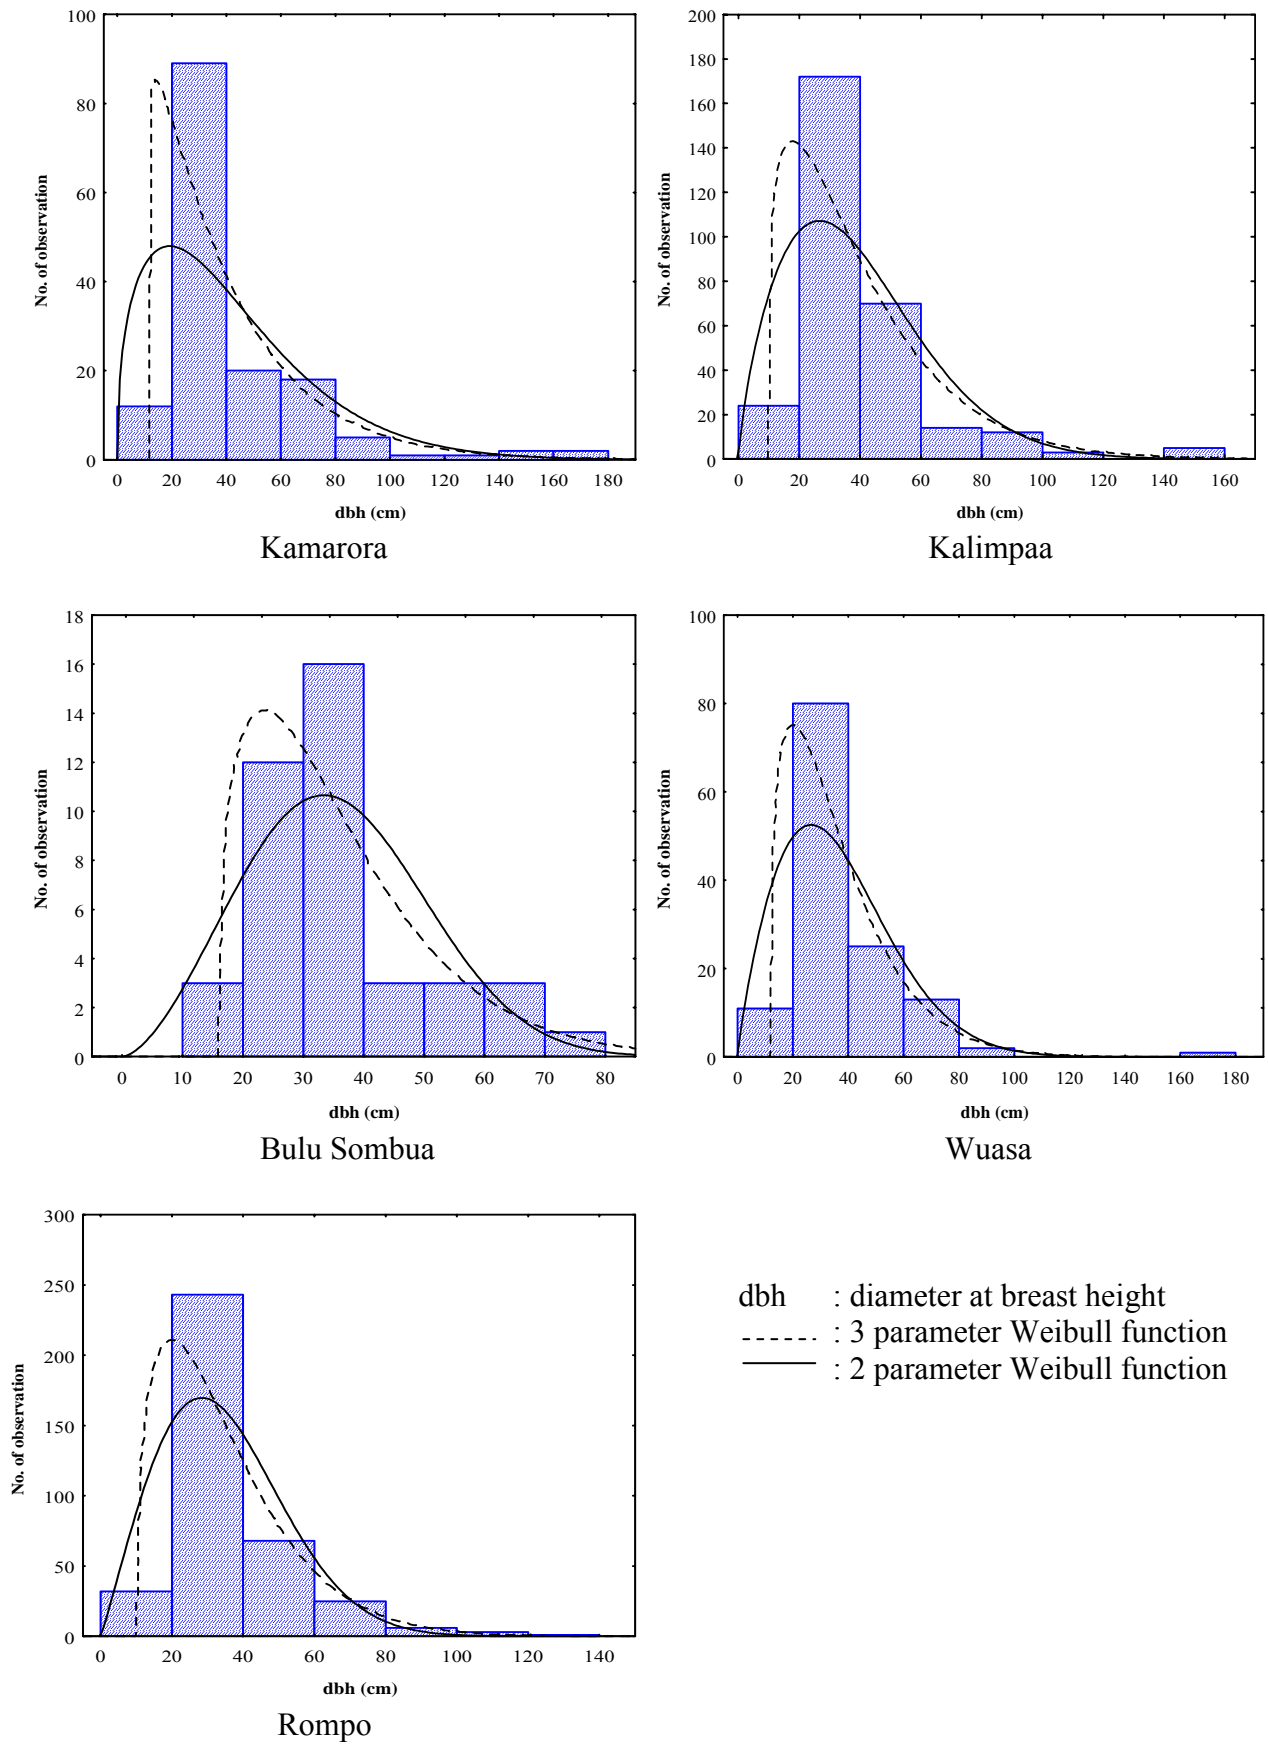 100
80
60
40
20
0
No. of observation
0 20 40 60 80 100 120 140 160 180
dbh (cm)
Kamarora
200
180
160
140
120
100
80
60
40
20
0
No. of observation
0 20 40 60 80 100 120 140 160
dbh (cm)
Kalimpaa
18
16
14
12
10
8
6
4
2
0
No. of observation
0 10 20 30 40 50 60 70 80
dbh (cm)
Bulu Sombua
100
80
60
40
20
0
No. of observation
0 20 40 60 80 100 120 140 160 180
dbh (cm)
Wuasa
300
250
200
150
100
50
0
No. of observation
0 20 40 60 80 100 120 140
dbh (cm)
Rompo
dbh : diameter at breast height
: 3 parameter Weibull function
: 2 parameter Weibull function